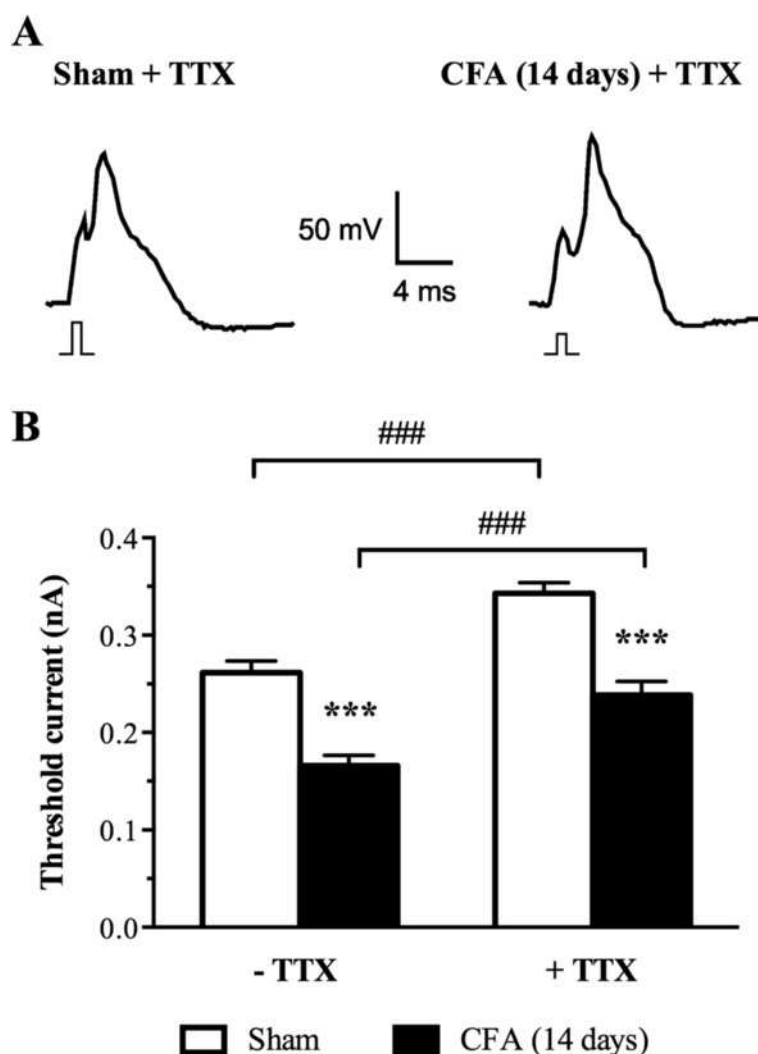 A
Sham + TTX
CFA (14 days) + TTX
50 mV
4 ms
B
###
###
0.4
0.3
0.2
0.1
0.0
Threshold current (nA)
***
***
- TTX
+ TTX
Sham
CFA (14 days)